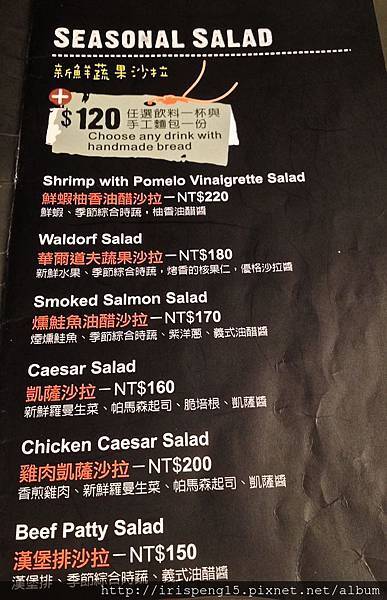 SEASONAL SALAD
新鮮蔬果沙拉
+
$120 任選飲料一杯與
手工麵包一份
Choose any drink with
handmade bread
Shrimp with Pomelo Vinaigrette Salad
鮮蝦柚香油醋沙拉－NT$220
鮮蝦、季節綜合時蔬，柚香油醋醬
Waldorf Salad
華爾道夫蔬果沙拉－NT$180
新鮮水果、季節綜合時蔬，烤香的核果仁，優格沙拉醬
Smoked Salmon Salad
燻鮭魚油醋沙拉－NT$170
煙燻鮭魚、季節綜合時蔬、紫洋蔥、義式油醋醬
Caesar Salad
凱薩沙拉－NT$160
新鮮羅曼生菜、帕馬森起司、脆培根、凱薩醬
Chicken Caesar Salad
雞肉凱薩沙拉－NT$200
香煎雞肉、新鮮羅曼生菜、帕馬森起司、凱薩醬
Beef Patty Salad
漢堡排沙拉－NT$150
漢堡排、季節綜合時蔬、義式油醋醬
http://irispeng15.pixnet.net/album